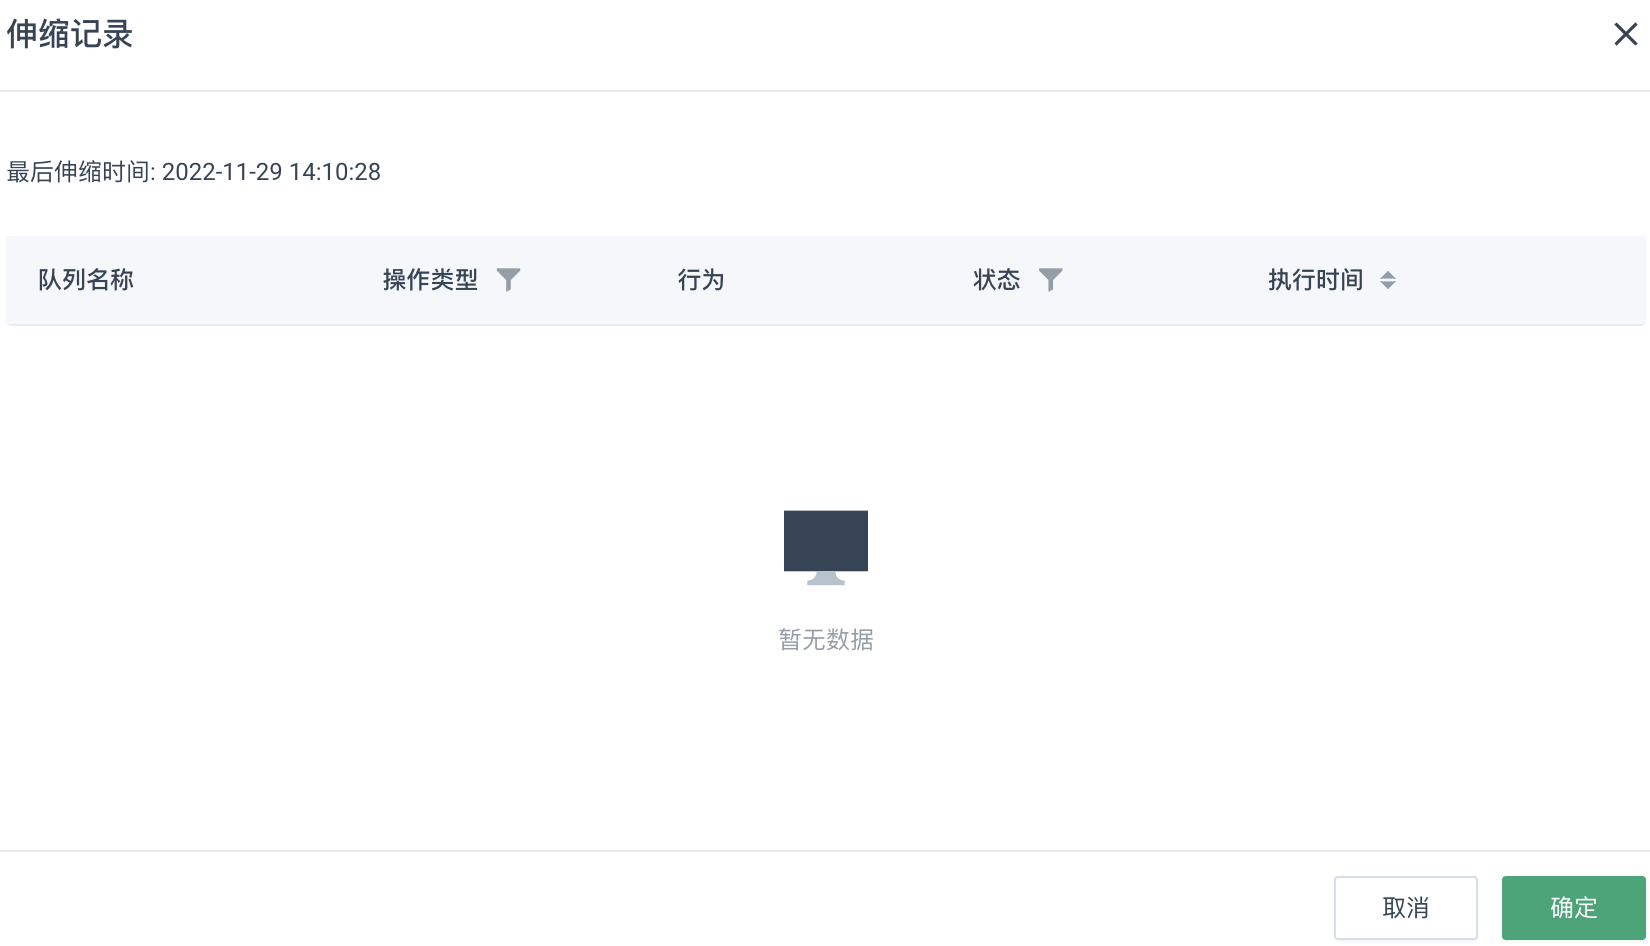 伸缩记录
最后伸缩时间: 2022-11-29 14:10:28
队列名称 操作类型 行为 状态 执行时间
暂无数据
取消 确定